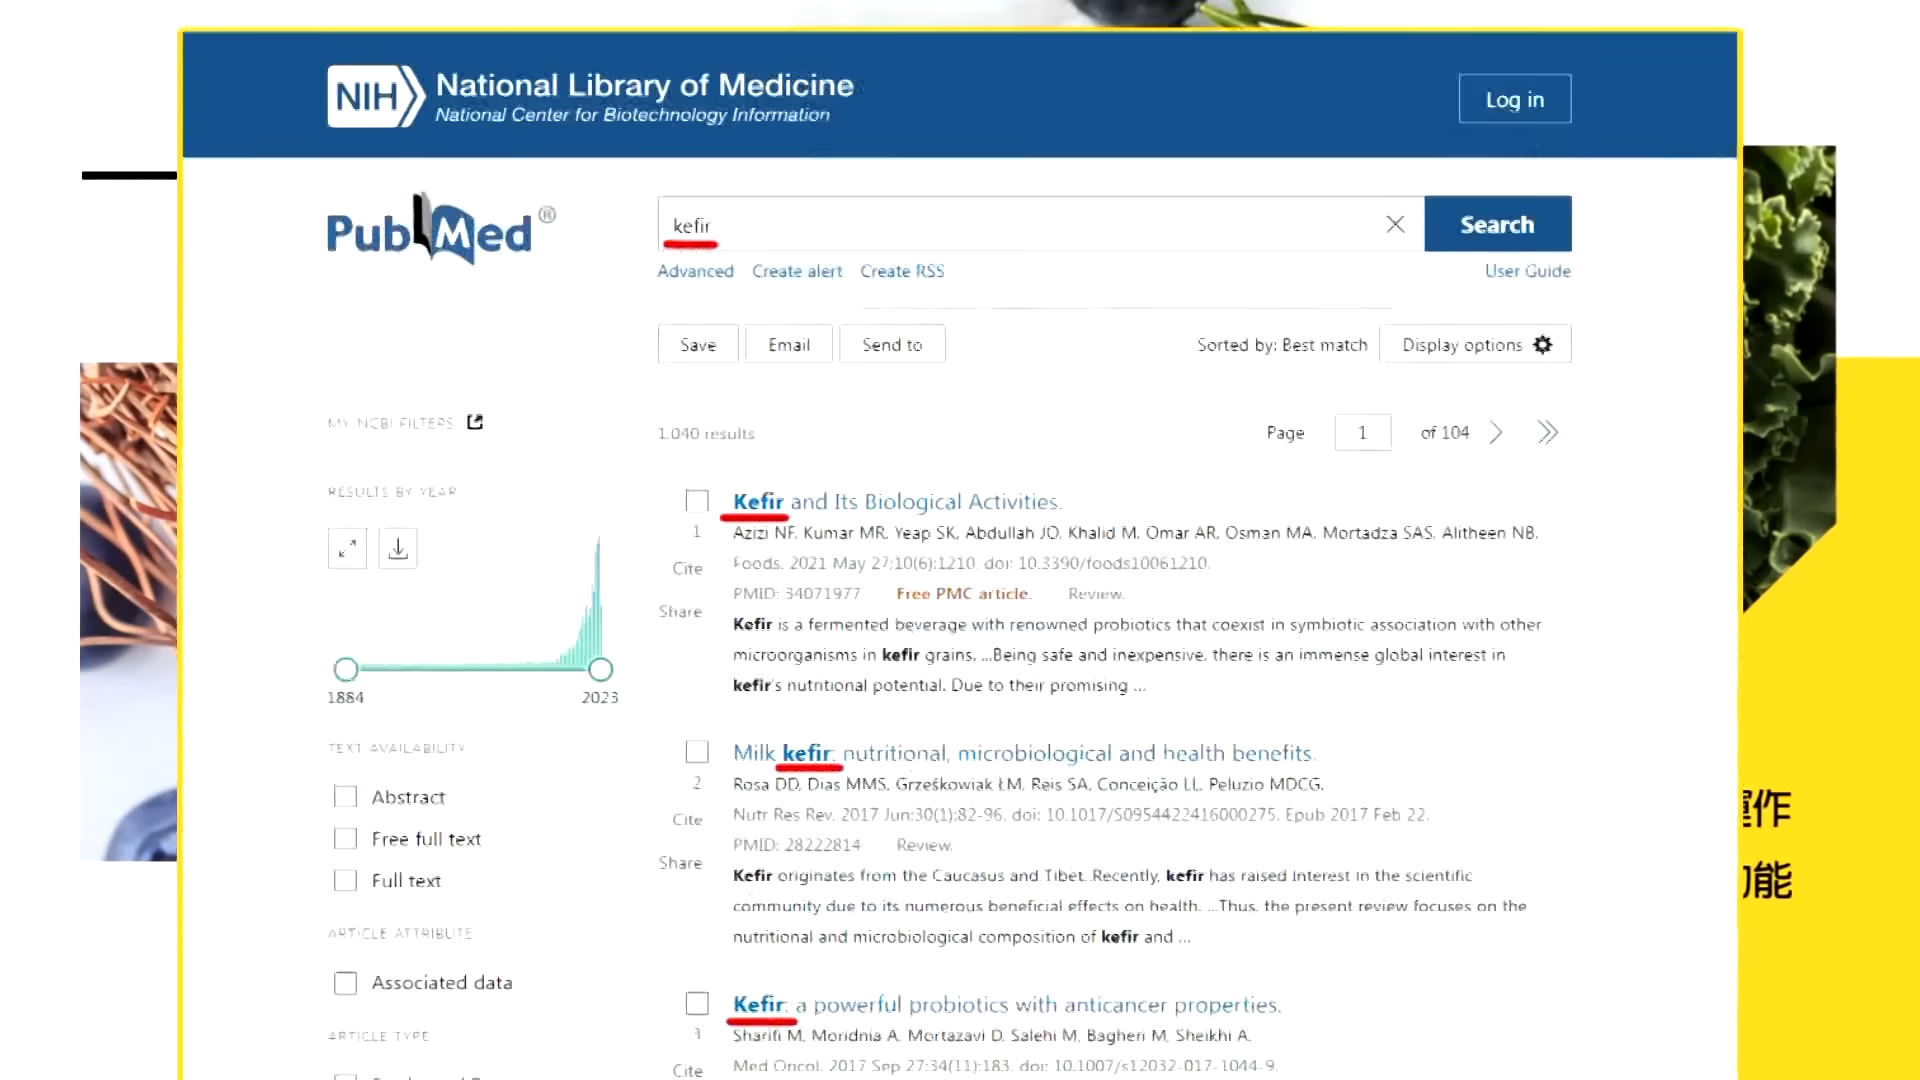 NIH National Library of Medicine
National Center for Biotechnology Information
Log in
PubMed®
kefir
Search
Advanced Create alert Create RSS
User Guide
Save Email Send to
Sorted by: Best match Display options
MY NCBI FILTERS
1,040 results
Page 1 of 104
RESULTS BY YEAR
1884 2023
TEXT AVAILABILITY
Abstract
Free full text
Full text
ARTICLE ATTRIBUTE
Associated data
ARTICLE TYPE
Kefir and Its Biological Activities.
1
Azizi NF, Kumar MR, Yeap SK, Abdullah JO, Khalid M, Omar AR, Osman MA, Mortadza SAS, Alitheen NB.
Cite
Foods. 2021 May 27;10(6):1210. doi: 10.3390/foods10061210.
PMID: 34071977 Free PMC article. Review.
Share
Kefir is a fermented beverage with renowned probiotics that coexist in symbiotic association with other
microorganisms in kefir grains. ...Being safe and inexpensive, there is an immense global interest in
kefir's nutritional potential. Due to their promising ...
Milk kefir: nutritional, microbiological and health benefits.
2
Rosa DD, Dias MMS, Grześkowiak ŁM, Reis SA, Conceição LL, Peluzio MDCG.
Cite
Nutr Res Rev. 2017 Jun;30(1):82-96. doi: 10.1017/S0954422416000275. Epub 2017 Feb 22.
PMID: 28222814 Review.
Share
Kefir originates from the Caucasus and Tibet. Recently, kefir has raised interest in the scientific
community due to its numerous beneficial effects on health. ...Thus, the present review focuses on the
nutritional and microbiological composition of kefir and ...
Kefir: a powerful probiotics with anticancer properties.
3
Sharifi M, Moridnia A, Mortazavi D, Salehi M, Bagheri M, Sheikhi A.
Cite
Med Oncol. 2017 Sep 27;34(11):183. doi: 10.1007/s12032-017-1044-9.
作
能